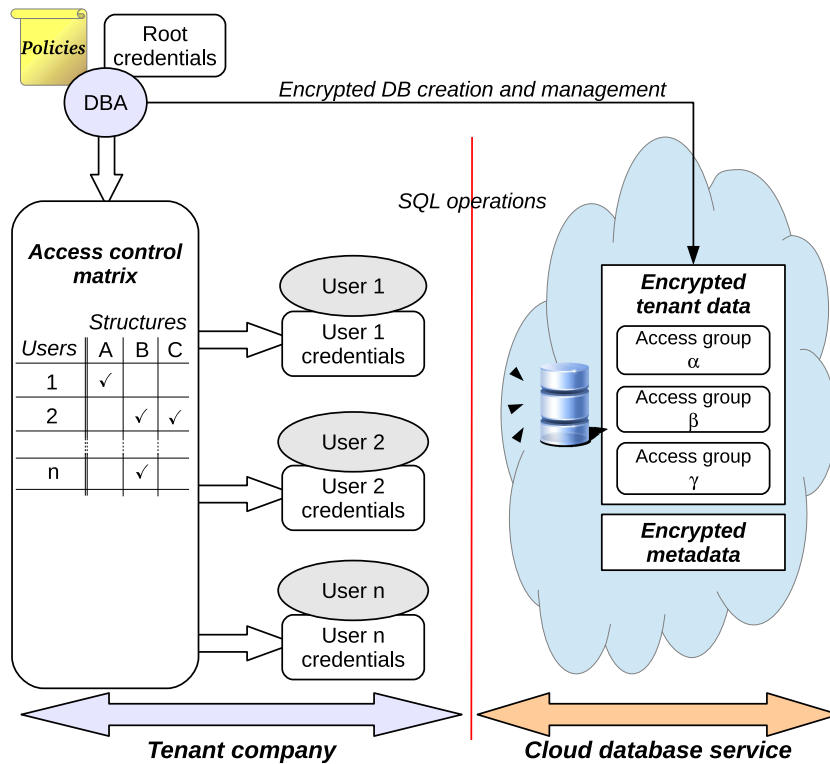 Policies
Root
credentials
DBA
Encrypted DB creation and management
SQL operations
Access control
matrix
Structures
Users A B C
1 ✓
2 ✓ ✓
n ✓
User 1
User 1
credentials
User 2
User 2
credentials
User n
User n
credentials
Encrypted
tenant data
Access group
α
Access group
β
Access group
γ
Encrypted
metadata
Tenant company
Cloud database service